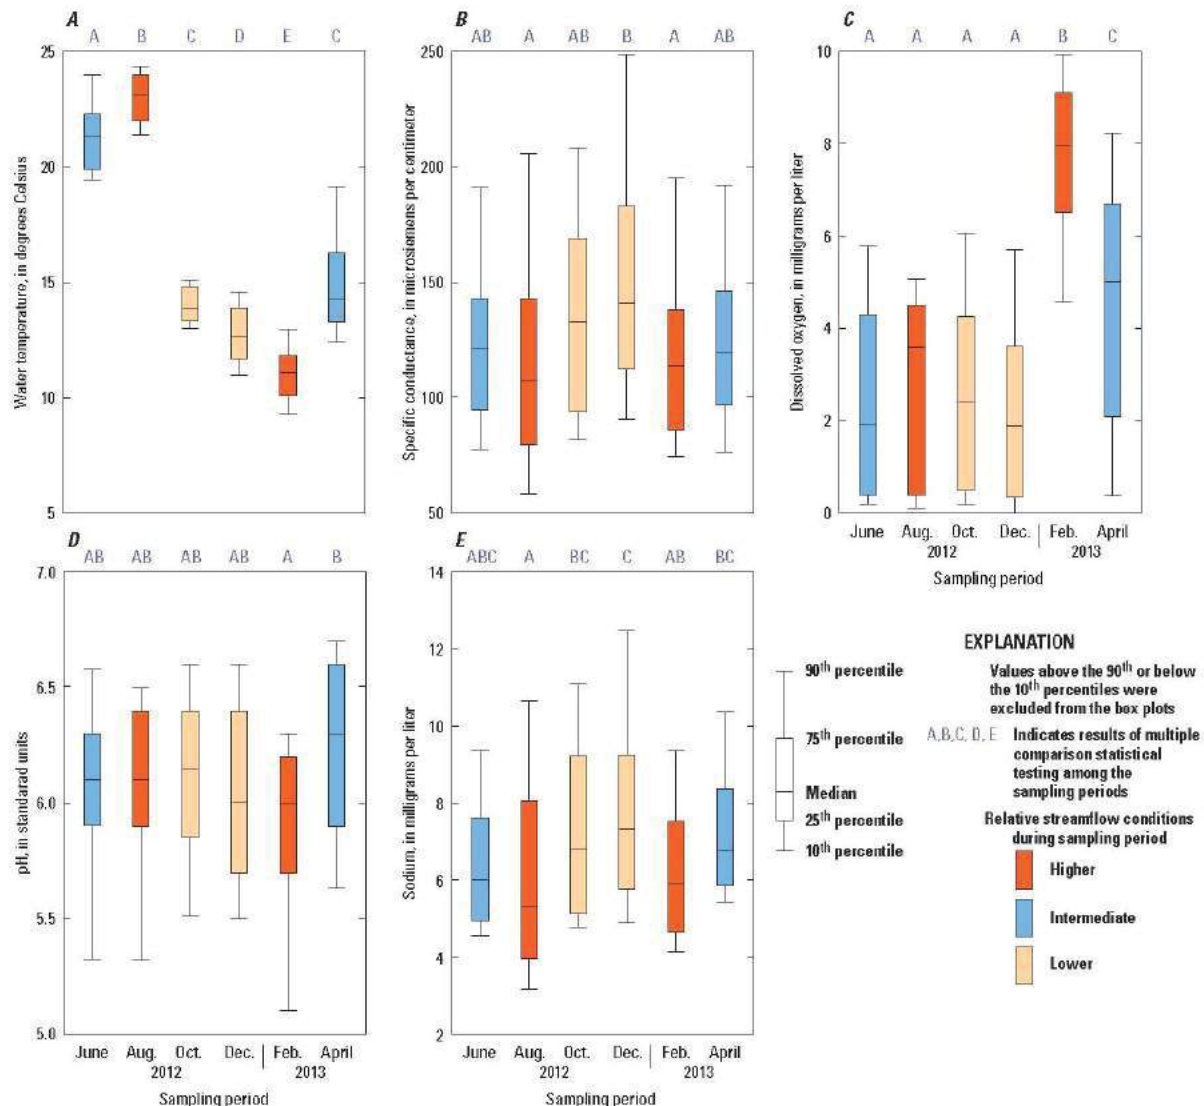 A
A B C D E C
Water temperature, in degrees Celsius
25
20
15
10
5
B
AB A AB B A AB
Specific conductance, in microsiemens per centimeter
250
200
150
100
50
C
A A A A B C
Dissolved oxygen, in milligrams per liter
10
8
6
4
2
0
June Aug. Oct. Dec. Feb. April
2012 2013
Sampling period
D
AB AB AB AB A B
pH, in standarad units
7.0
6.5
6.0
5.5
5.0
June Aug. Oct. Dec. Feb. April
2012 2013
Sampling period
E
ABC A BC C AB BC
Sodium, in milligrams per liter
14
12
10
8
6
4
2
June Aug. Oct. Dec. Feb. April
2012 2013
Sampling period
90th percentile
75th percentile
Median
25th percentile
10th percentile
EXPLANATION
Values above the 90th or below
the 10th percentiles were
excluded from the box plots
A,B,C, D, E Indicates results of multiple
comparison statistical
testing among the
sampling periods
Relative streamflow conditions
during sampling period
Higher
Intermediate
Lower